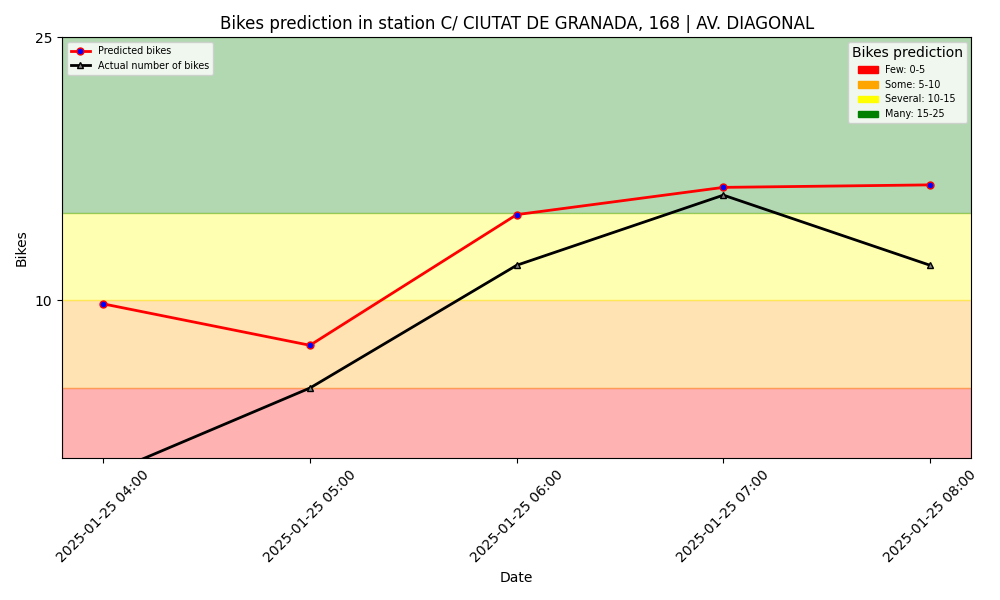 Bikes prediction in station C/ CIUTAT DE GRANADA, 168 | AV. DIAGONAL
25
Predicted bikes
Actual number of bikes
Bikes prediction
Few: 0-5
Some: 5-10
Several: 10-15
Many: 15-25
Bikes
10
2025-01-25 04:00
2025-01-25 05:00
2025-01-25 06:00
2025-01-25 07:00
2025-01-25 08:00
Date